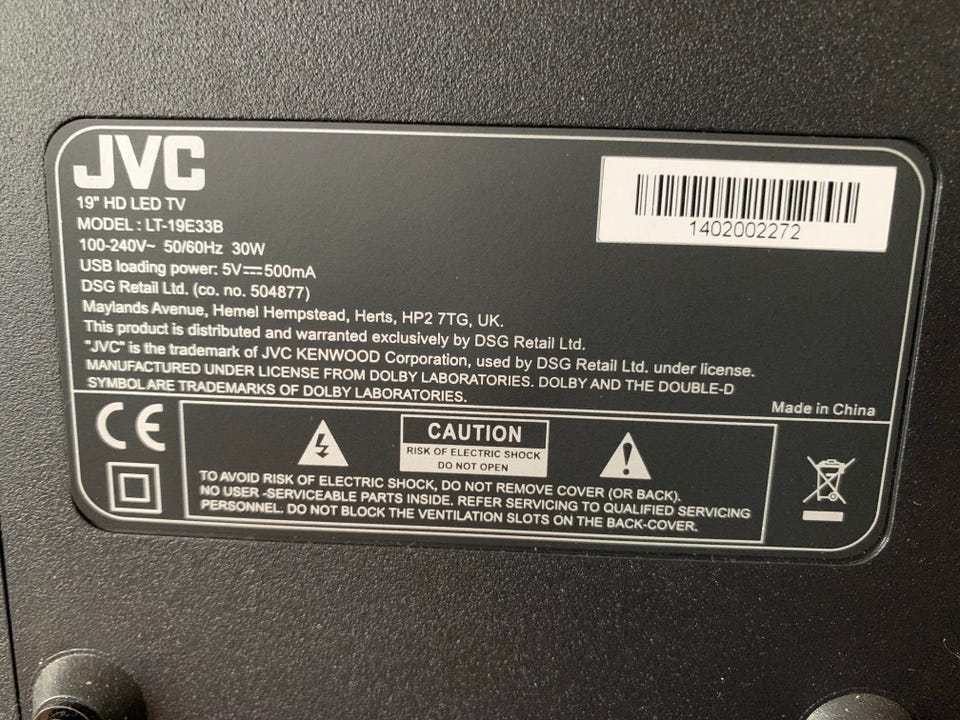 JVC
19" HD LED TV
MODEL : LT-19E33B
100-240V~ 50/60Hz 30W
USB loading power: 5V⎓500mA
DSG Retail Ltd. (co. no. 504877)
Maylands Avenue, Hemel Hempstead, Herts, HP2 7TG, UK.
This product is distributed and warranted exclusively by DSG Retail Ltd.
"JVC" is the trademark of JVC KENWOOD Corporation, used by DSG Retail Ltd. under license.
MANUFACTURED UNDER LICENSE FROM DOLBY LABORATORIES. DOLBY AND THE DOUBLE-D
SYMBOL ARE TRADEMARKS OF DOLBY LABORATORIES.
1402002272
Made in China
CE
CAUTION
RISK OF ELECTRIC SHOCK
DO NOT OPEN
TO AVOID RISK OF ELECTRIC SHOCK, DO NOT REMOVE COVER (OR BACK).
NO USER -SERVICEABLE PARTS INSIDE. REFER SERVICING TO QUALIFIED SERVICING
PERSONNEL. DO NOT BLOCK THE VENTILATION SLOTS ON THE BACK-COVER.